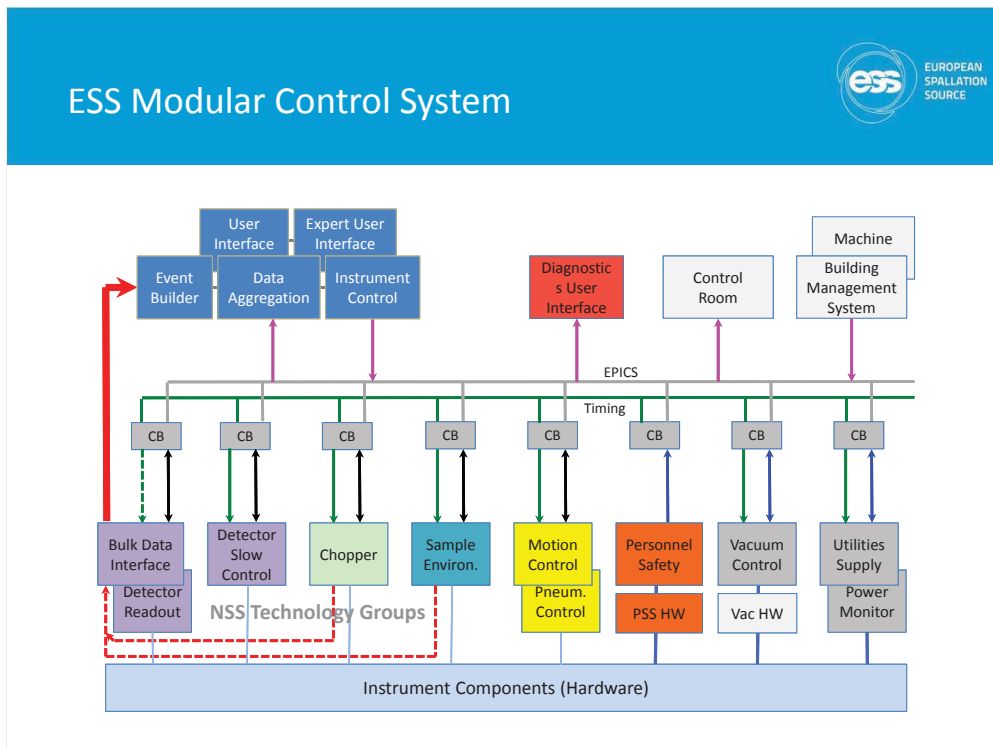 ESS Modular Control System
ess
EUROPEAN
SPALLATION
SOURCE
User
Interface
Expert User
Interface
Event
Builder
Data
Aggregation
Instrument
Control
Diagnostic
s User
Interface
Control
Room
Machine
Building
Management
System
EPICS
Timing
CB
CB
CB
CB
CB
CB
CB
CB
Bulk Data
Interface
Detector
Readout
Detector
Slow
Control
Chopper
Sample
Environ.
Motion
Control
Pneum.
Control
Personnel
Safety
PSS HW
Vacuum
Control
Vac HW
Utilities
Supply
Power
Monitor
NSS Technology Groups
Instrument Components (Hardware)